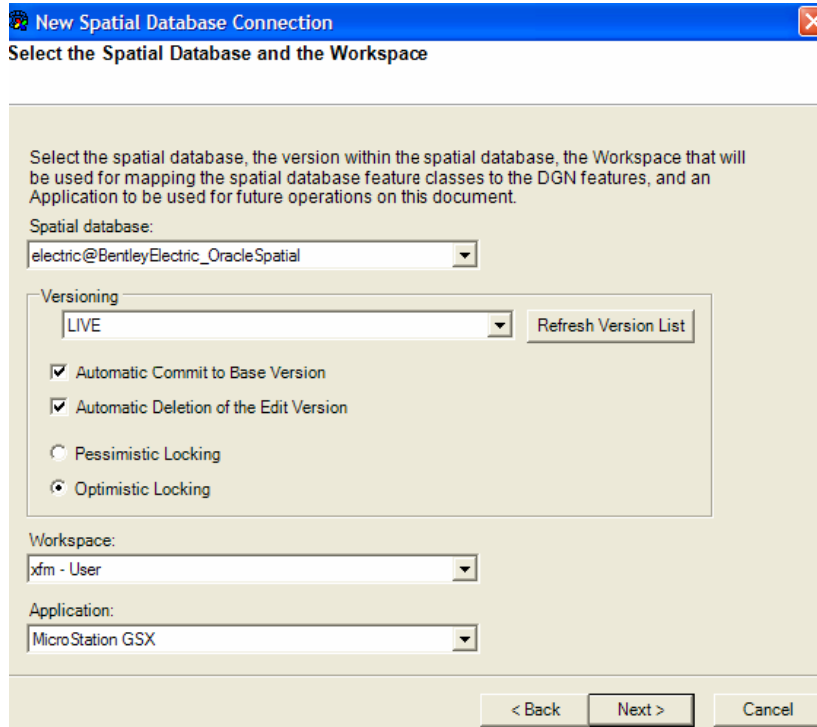 New Spatial Database Connection
Select the Spatial Database and the Workspace
Select the spatial database, the version within the spatial database, the Workspace that will
be used for mapping the spatial database feature classes to the DGN features, and an
Application to be used for future operations on this document.
Spatial database:
electric@BentleyElectric_OracleSpatial
Versioning
LIVE
Refresh Version List
Automatic Commit to Base Version
Automatic Deletion of the Edit Version
Pessimistic Locking
Optimistic Locking
Workspace:
xfm - User
Application:
MicroStation GSX
< Back
Next >
Cancel